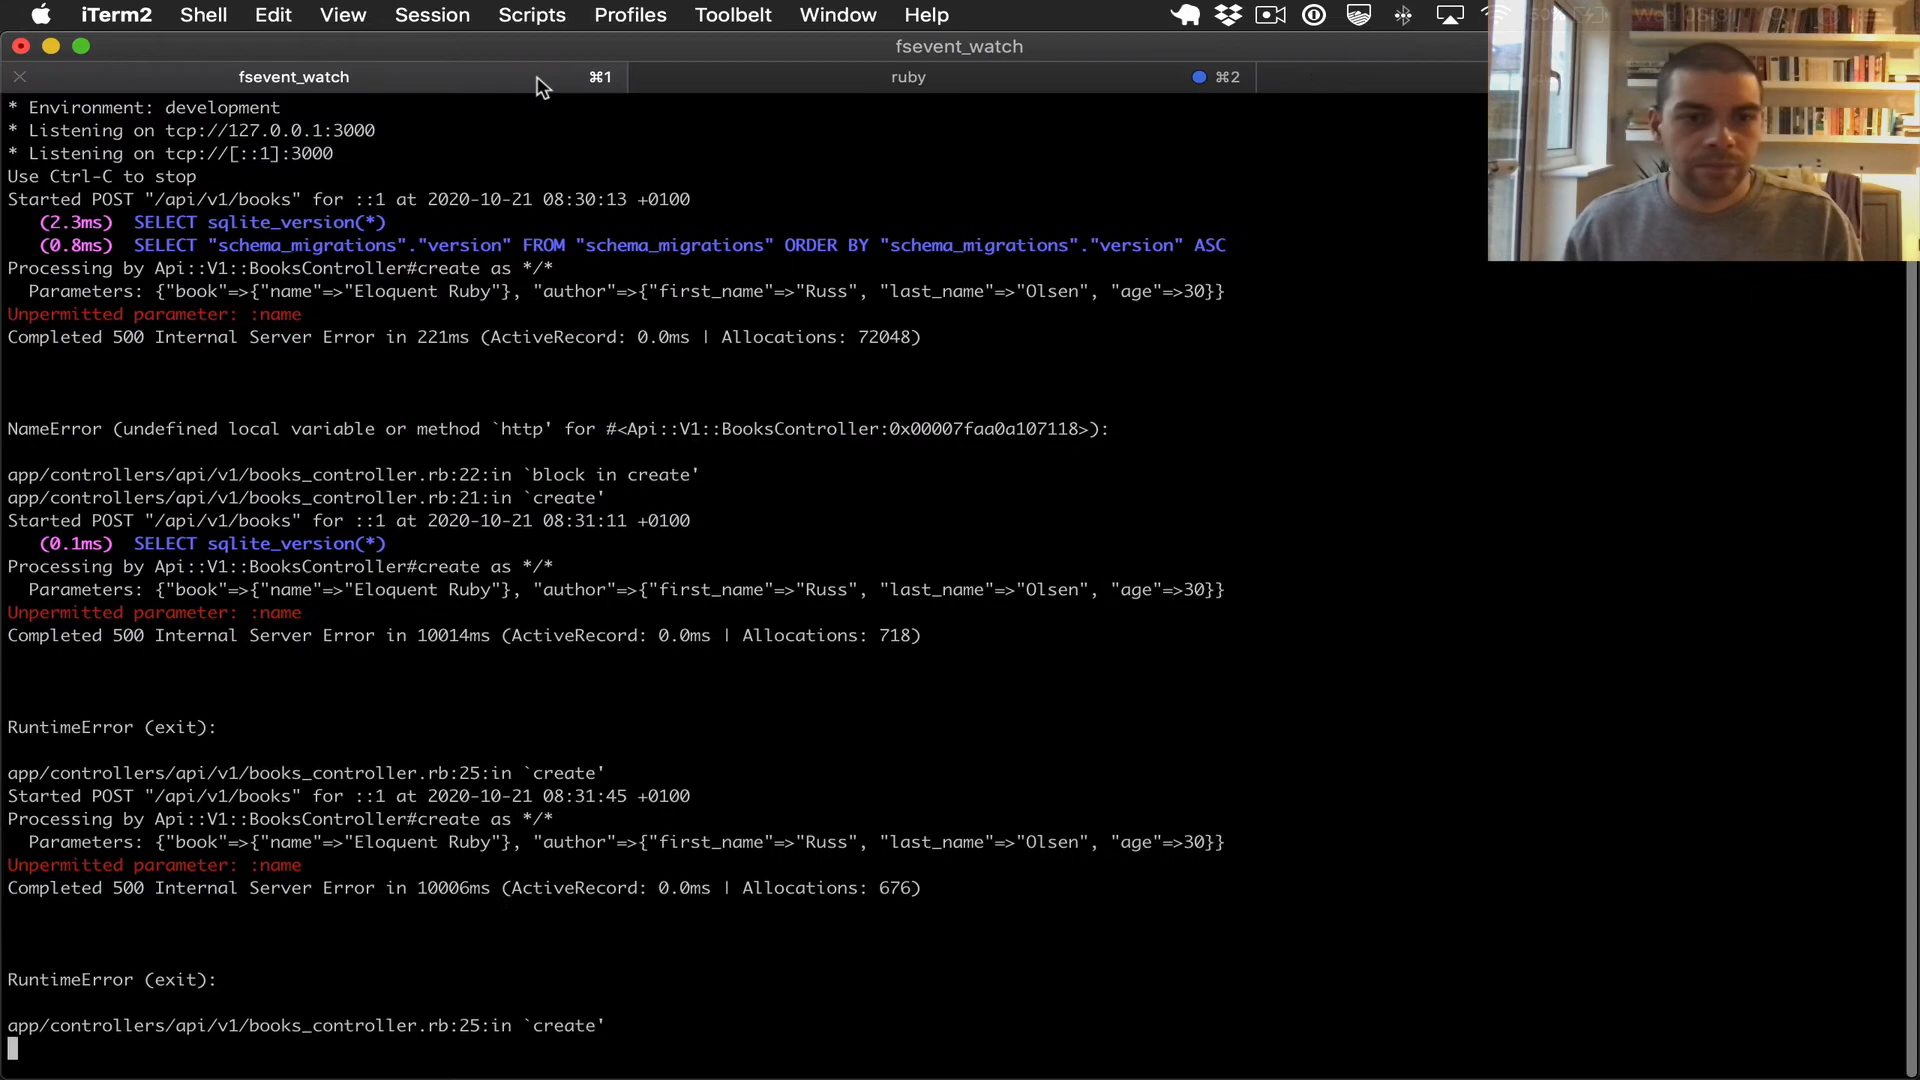 iTerm2 Shell Edit View Session Scripts Profiles Toolbelt Window Help
fsevent_watch
fsevent_watch ⌘1 ruby ⌘2
* Environment: development
* Listening on tcp://127.0.0.1:3000
* Listening on tcp://[::1]:3000
Use Ctrl-C to stop
Started POST "/api/v1/books" for ::1 at 2020-10-21 08:30:13 +0100
(2.3ms) SELECT sqlite_version(*)
(0.8ms) SELECT "schema_migrations"."version" FROM "schema_migrations" ORDER BY "schema_migrations"."version" ASC
Processing by Api::V1::BooksController#create as */*
Parameters: {"book"=>{"name"=>"Eloquent Ruby"}, "author"=>{"first_name"=>"Russ", "last_name"=>"Olsen", "age"=>30}}
Unpermitted parameter: :name
Completed 500 Internal Server Error in 221ms (ActiveRecord: 0.0ms | Allocations: 72048)
NameError (undefined local variable or method `http' for #<Api::V1::BooksController:0x00007faa0a107118>):
app/controllers/api/v1/books_controller.rb:22:in `block in create'
app/controllers/api/v1/books_controller.rb:21:in `create'
Started POST "/api/v1/books" for ::1 at 2020-10-21 08:31:11 +0100
(0.1ms) SELECT sqlite_version(*)
Processing by Api::V1::BooksController#create as */*
Parameters: {"book"=>{"name"=>"Eloquent Ruby"}, "author"=>{"first_name"=>"Russ", "last_name"=>"Olsen", "age"=>30}}
Unpermitted parameter: :name
Completed 500 Internal Server Error in 10014ms (ActiveRecord: 0.0ms | Allocations: 718)
RuntimeError (exit):
app/controllers/api/v1/books_controller.rb:25:in `create'
Started POST "/api/v1/books" for ::1 at 2020-10-21 08:31:45 +0100
Processing by Api::V1::BooksController#create as */*
Parameters: {"book"=>{"name"=>"Eloquent Ruby"}, "author"=>{"first_name"=>"Russ", "last_name"=>"Olsen", "age"=>30}}
Unpermitted parameter: :name
Completed 500 Internal Server Error in 10006ms (ActiveRecord: 0.0ms | Allocations: 676)
RuntimeError (exit):
app/controllers/api/v1/books_controller.rb:25:in `create'